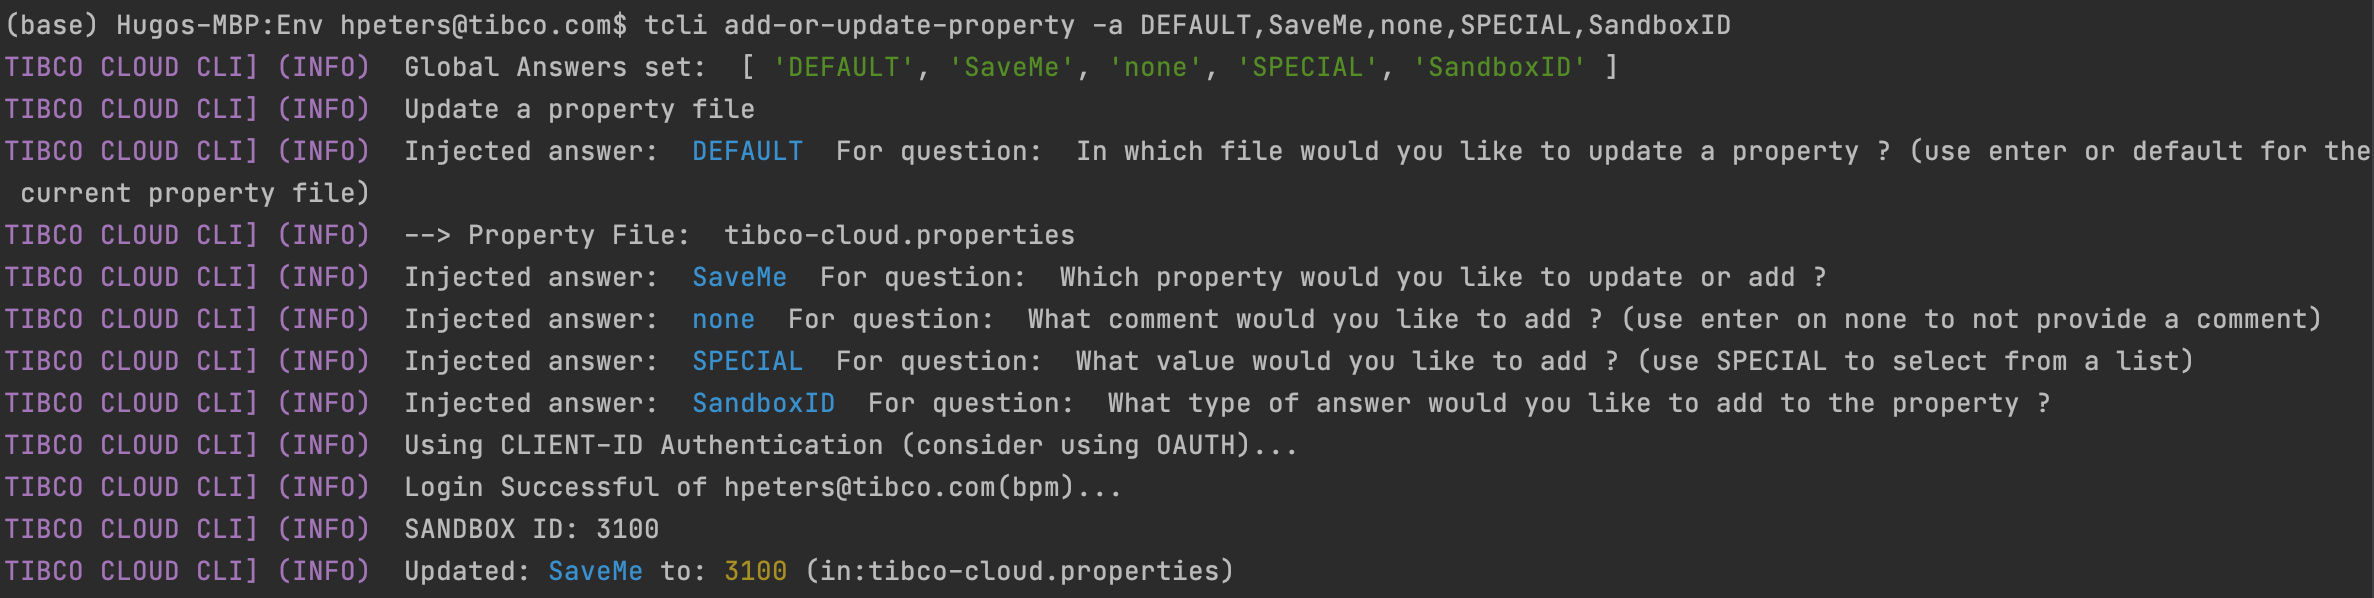 (base) Hugos-MBP:Env hpeters@tibco.com$ tcli add-or-update-property -a DEFAULT,SaveMe,none,SPECIAL,SandboxID
TIBCO CLOUD CLI] (INFO)  Global Answers set:  [ 'DEFAULT', 'SaveMe', 'none', 'SPECIAL', 'SandboxID' ]
TIBCO CLOUD CLI] (INFO)  Update a property file
TIBCO CLOUD CLI] (INFO)  Injected answer:  DEFAULT  For question:  In which file would you like to update a property ? (use enter or default for the
 current property file)
TIBCO CLOUD CLI] (INFO)  --> Property File:  tibco-cloud.properties
TIBCO CLOUD CLI] (INFO)  Injected answer:  SaveMe  For question:  Which property would you like to update or add ?
TIBCO CLOUD CLI] (INFO)  Injected answer:  none  For question:  What comment would you like to add ? (use enter on none to not provide a comment)
TIBCO CLOUD CLI] (INFO)  Injected answer:  SPECIAL  For question:  What value would you like to add ? (use SPECIAL to select from a list)
TIBCO CLOUD CLI] (INFO)  Injected answer:  SandboxID  For question:  What type of answer would you like to add to the property ?
TIBCO CLOUD CLI] (INFO)  Using CLIENT-ID Authentication (consider using OAUTH)...
TIBCO CLOUD CLI] (INFO)  Login Successful of hpeters@tibco.com(bpm)...
TIBCO CLOUD CLI] (INFO)  SANDBOX ID: 3100
TIBCO CLOUD CLI] (INFO)  Updated: SaveMe to: 3100 (in:tibco-cloud.properties)